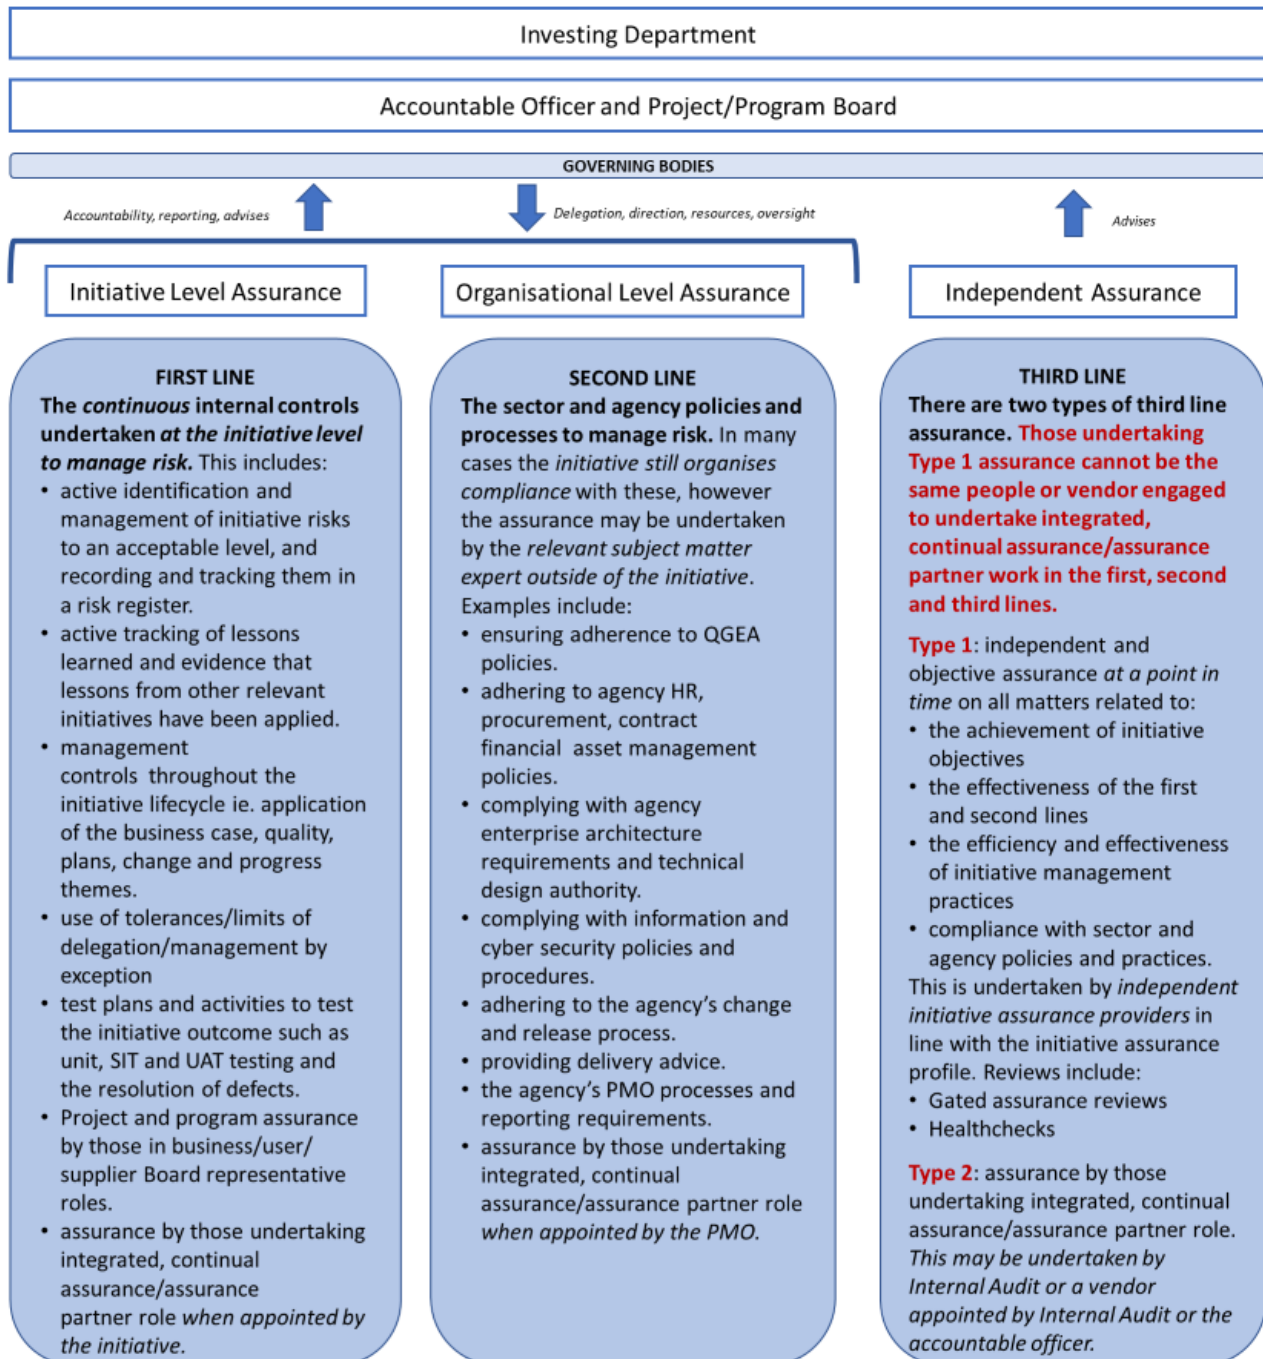 Investing Department
Accountable Officer and Project/Program Board
GOVERNING BODIES
Accountability, reporting, advises
Delegation, direction, resources, oversight
Advises
Initiative Level Assurance
Organisational Level Assurance
Independent Assurance
FIRST LINE
The continuous internal controls
undertaken at the initiative level
to manage risk. This includes:
• active identification and
management of initiative risks
to an acceptable level, and
recording and tracking them in
a risk register.
• active tracking of lessons
learned and evidence that
lessons from other relevant
initiatives have been applied.
• management
controls throughout the
initiative lifecycle ie. application
of the business case, quality,
plans, change and progress
themes.
• use of tolerances/limits of
delegation/management by
exception
• test plans and activities to test
the initiative outcome such as
unit, SIT and UAT testing and
the resolution of defects.
• Project and program assurance
by those in business/user/
supplier Board representative
roles.
• assurance by those undertaking
integrated, continual
assurance/assurance
partner role when appointed by
the initiative.
SECOND LINE
The sector and agency policies and
processes to manage risk. In many
cases the initiative still organises
compliance with these, however
the assurance may be undertaken
by the relevant subject matter
expert outside of the initiative.
Examples include:
• ensuring adherence to QGEA
policies.
• adhering to agency HR,
procurement, contract
financial asset management
policies.
• complying with agency
enterprise architecture
requirements and technical
design authority.
• complying with information and
cyber security policies and
procedures.
• adhering to the agency's change
and release process.
• providing delivery advice.
• the agency's PMO processes and
reporting requirements.
• assurance by those undertaking
integrated, continual
assurance/assurance partner role
when appointed by the PMO.
THIRD LINE
There are two types of third line
assurance. Those undertaking
Type 1 assurance cannot be the
same people or vendor engaged
to undertake integrated,
continual assurance/assurance
partner work in the first, second
and third lines.
Type 1: independent and
objective assurance at a point in
time on all matters related to:
• the achievement of initiative
objectives
• the effectiveness of the first
and second lines
• the efficiency and effectiveness
of initiative management
practices
• compliance with sector and
agency policies and practices.
This is undertaken by independent
initiative assurance providers in
line with the initiative assurance
profile. Reviews include:
• Gated assurance reviews
• Healthchecks
Type 2: assurance by those
undertaking integrated, continual
assurance/assurance partner role.
This may be undertaken by
Internal Audit or a vendor
appointed by Internal Audit or the
accountable officer.